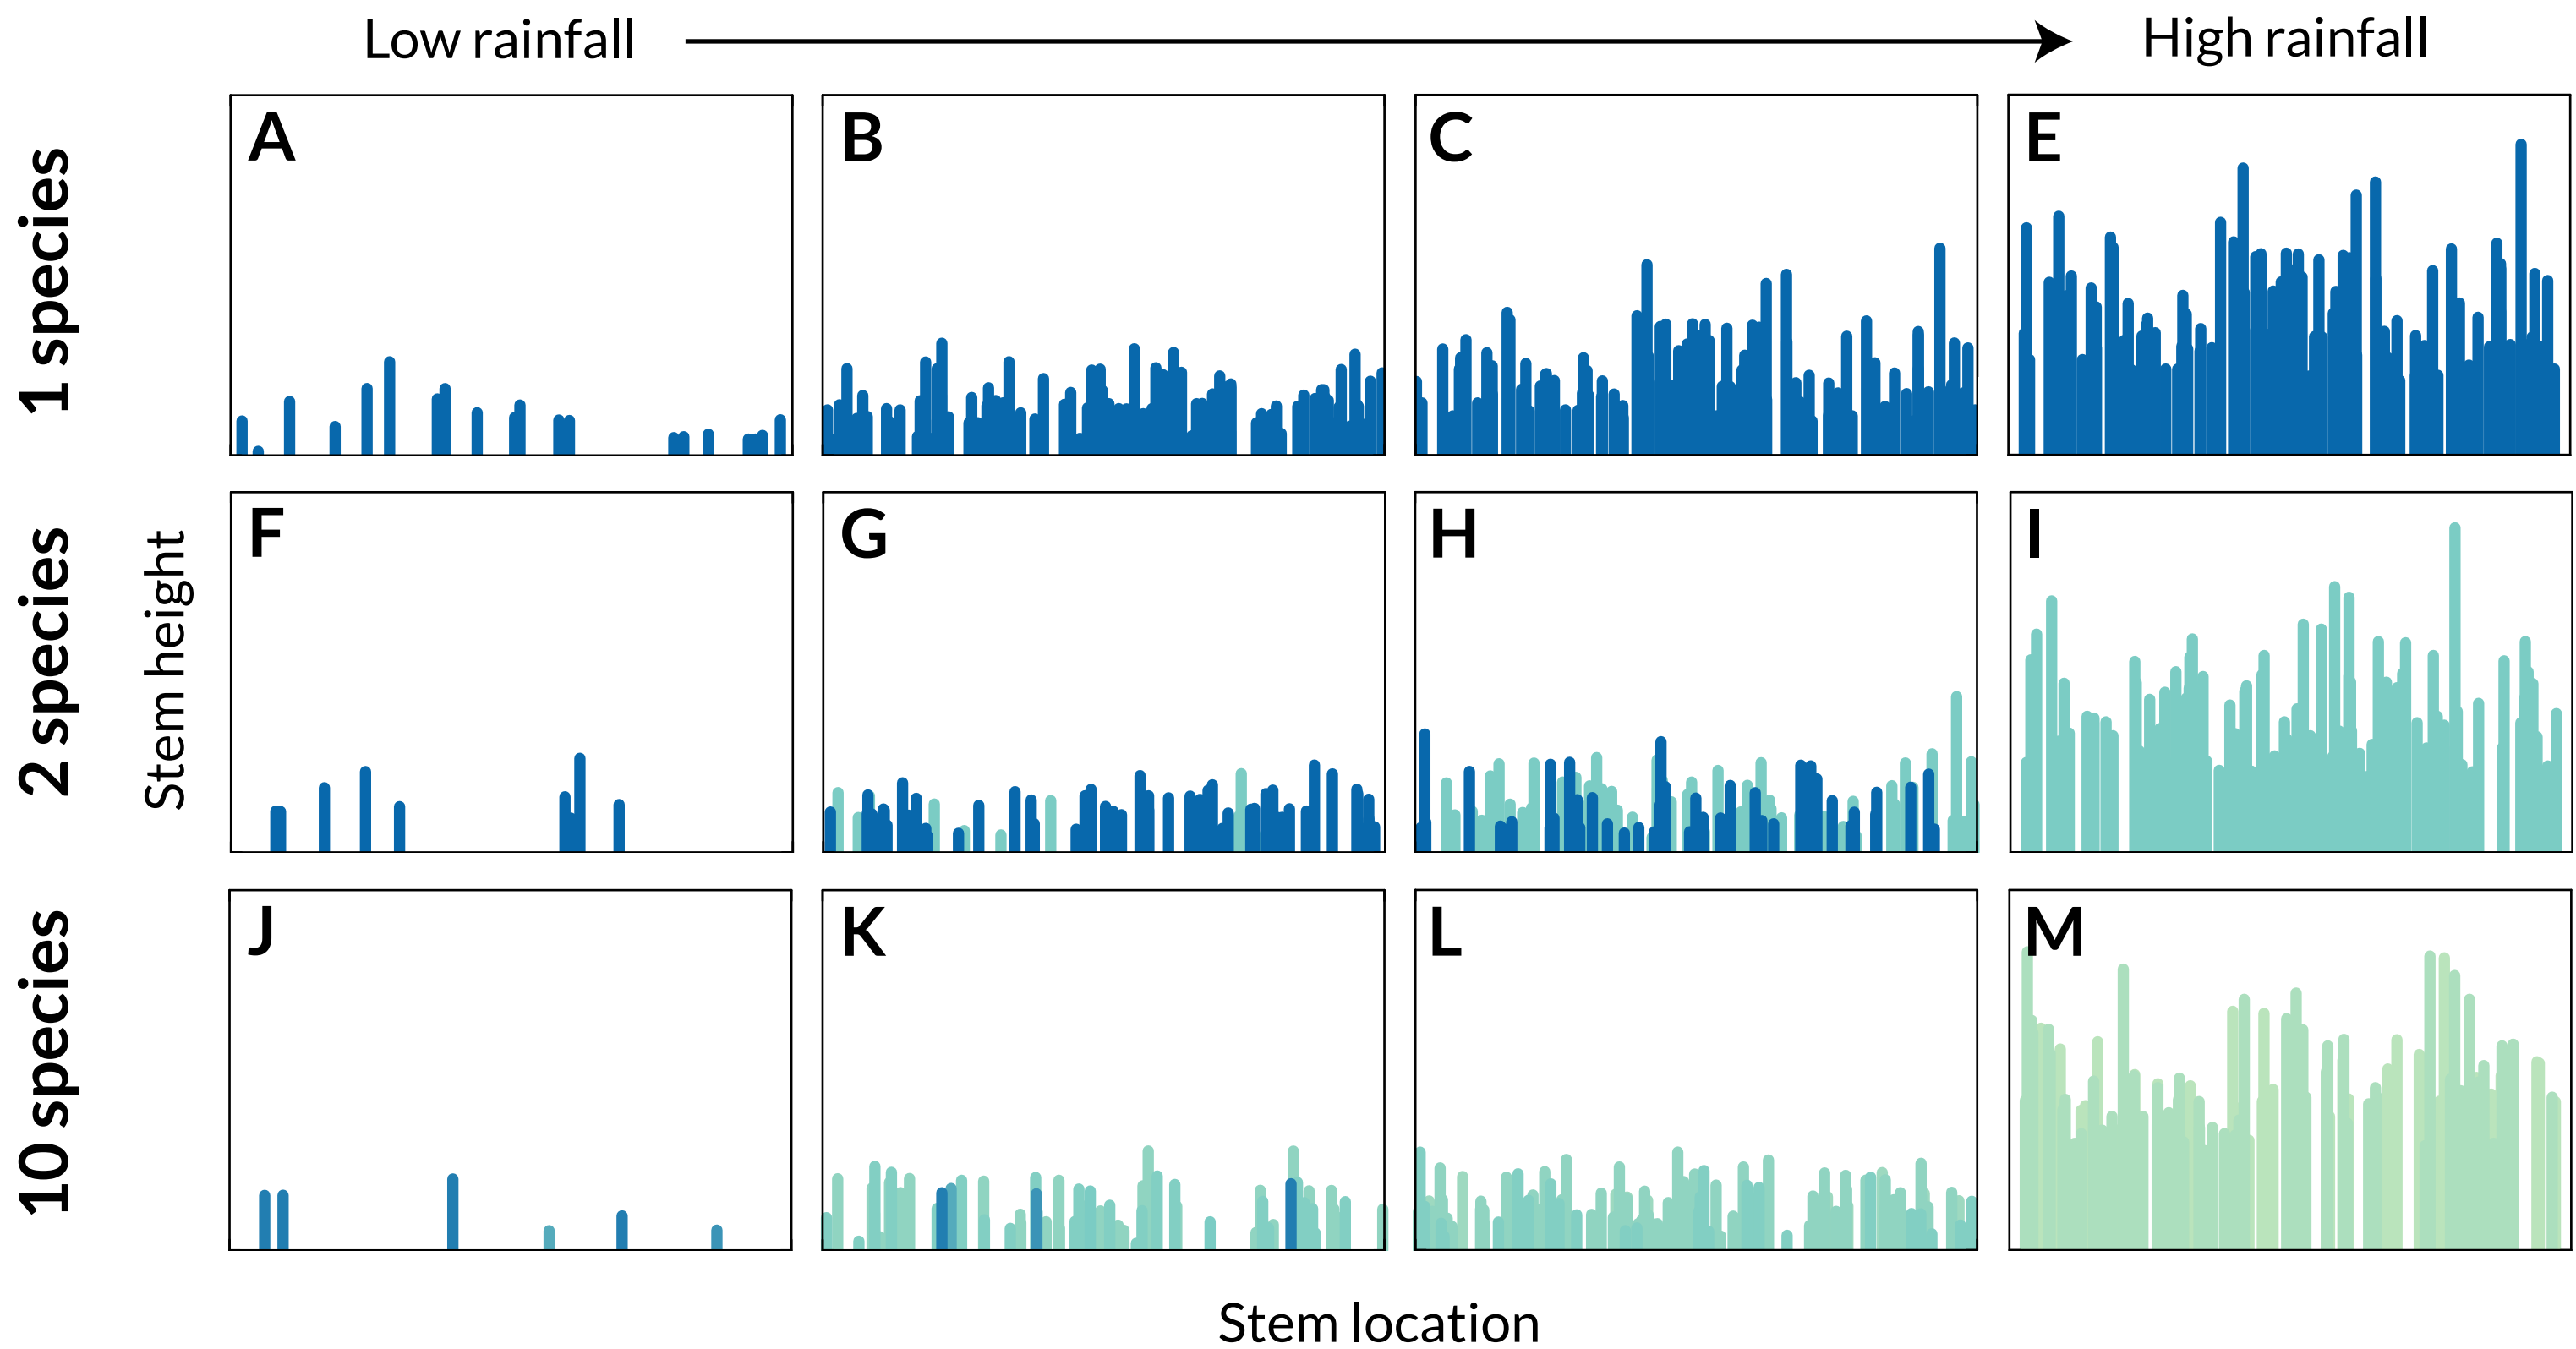 Low rainfall
High rainfall
1 species
A
B
C
E
2 species
Stem height
F
G
H
I
10 species
J
K
L
M
Stem location